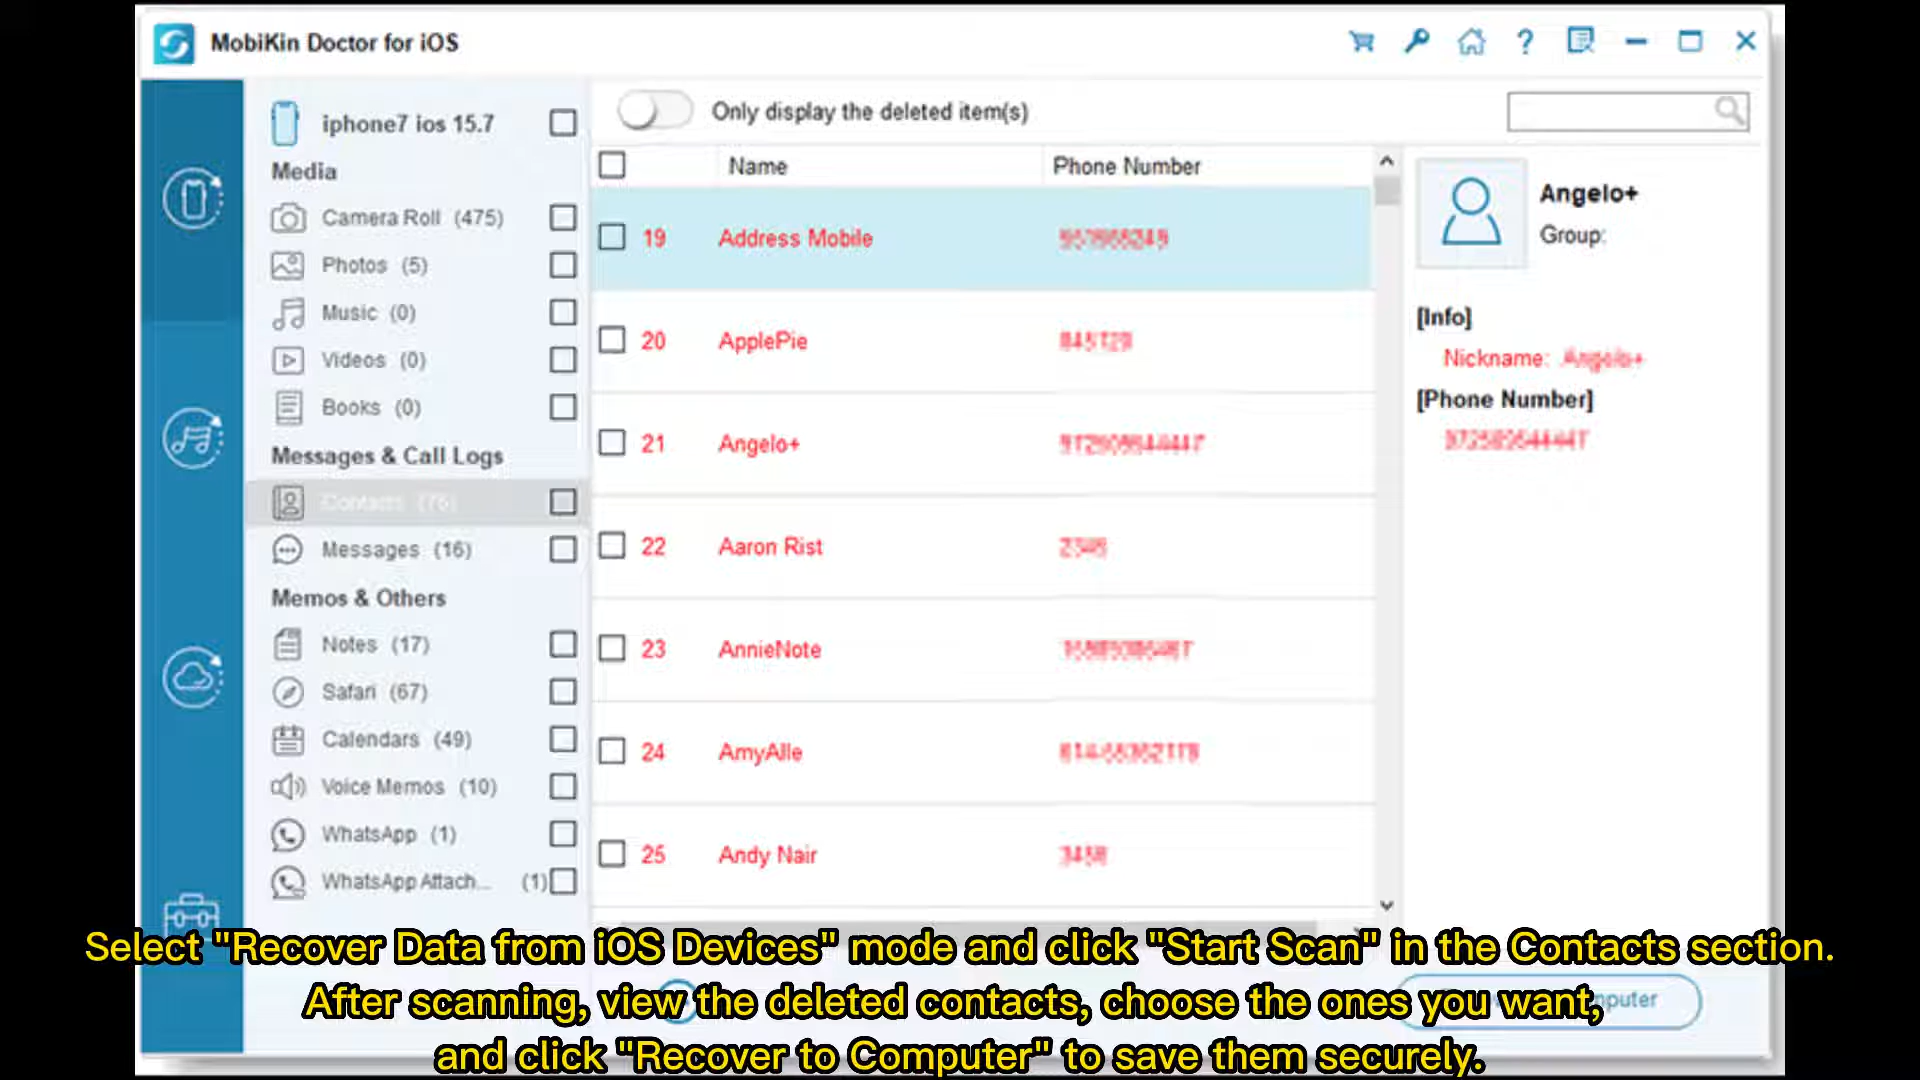 MobiKin Doctor for iOS
iphone7 ios 15.7
Only display the deleted item(s)
Media
Camera Roll (475)
Photos (5)
Music (0)
Videos (0)
Books (0)
Messages & Call Logs
Contacts (76)
Messages (16)
Memos & Others
Notes (17)
Safari (67)
Calendars (49)
Voice Memos (10)
WhatsApp (1)
WhatsApp Attach... (1)
Name Phone Number
19 Address Mobile
20 ApplePie
21 Angelo+
22 Aaron Rist
23 AnnieNote
24 AmyAlle
25 Andy Nair
Angelo+
Group:
[Info]
Nickname: Angelo+
[Phone Number]
Select "Recover Data from iOS Devices" mode and click "Start Scan" in the Contacts section.
After scanning, view the deleted contacts, choose the ones you want,
and click "Recover to Computer" to save them securely.